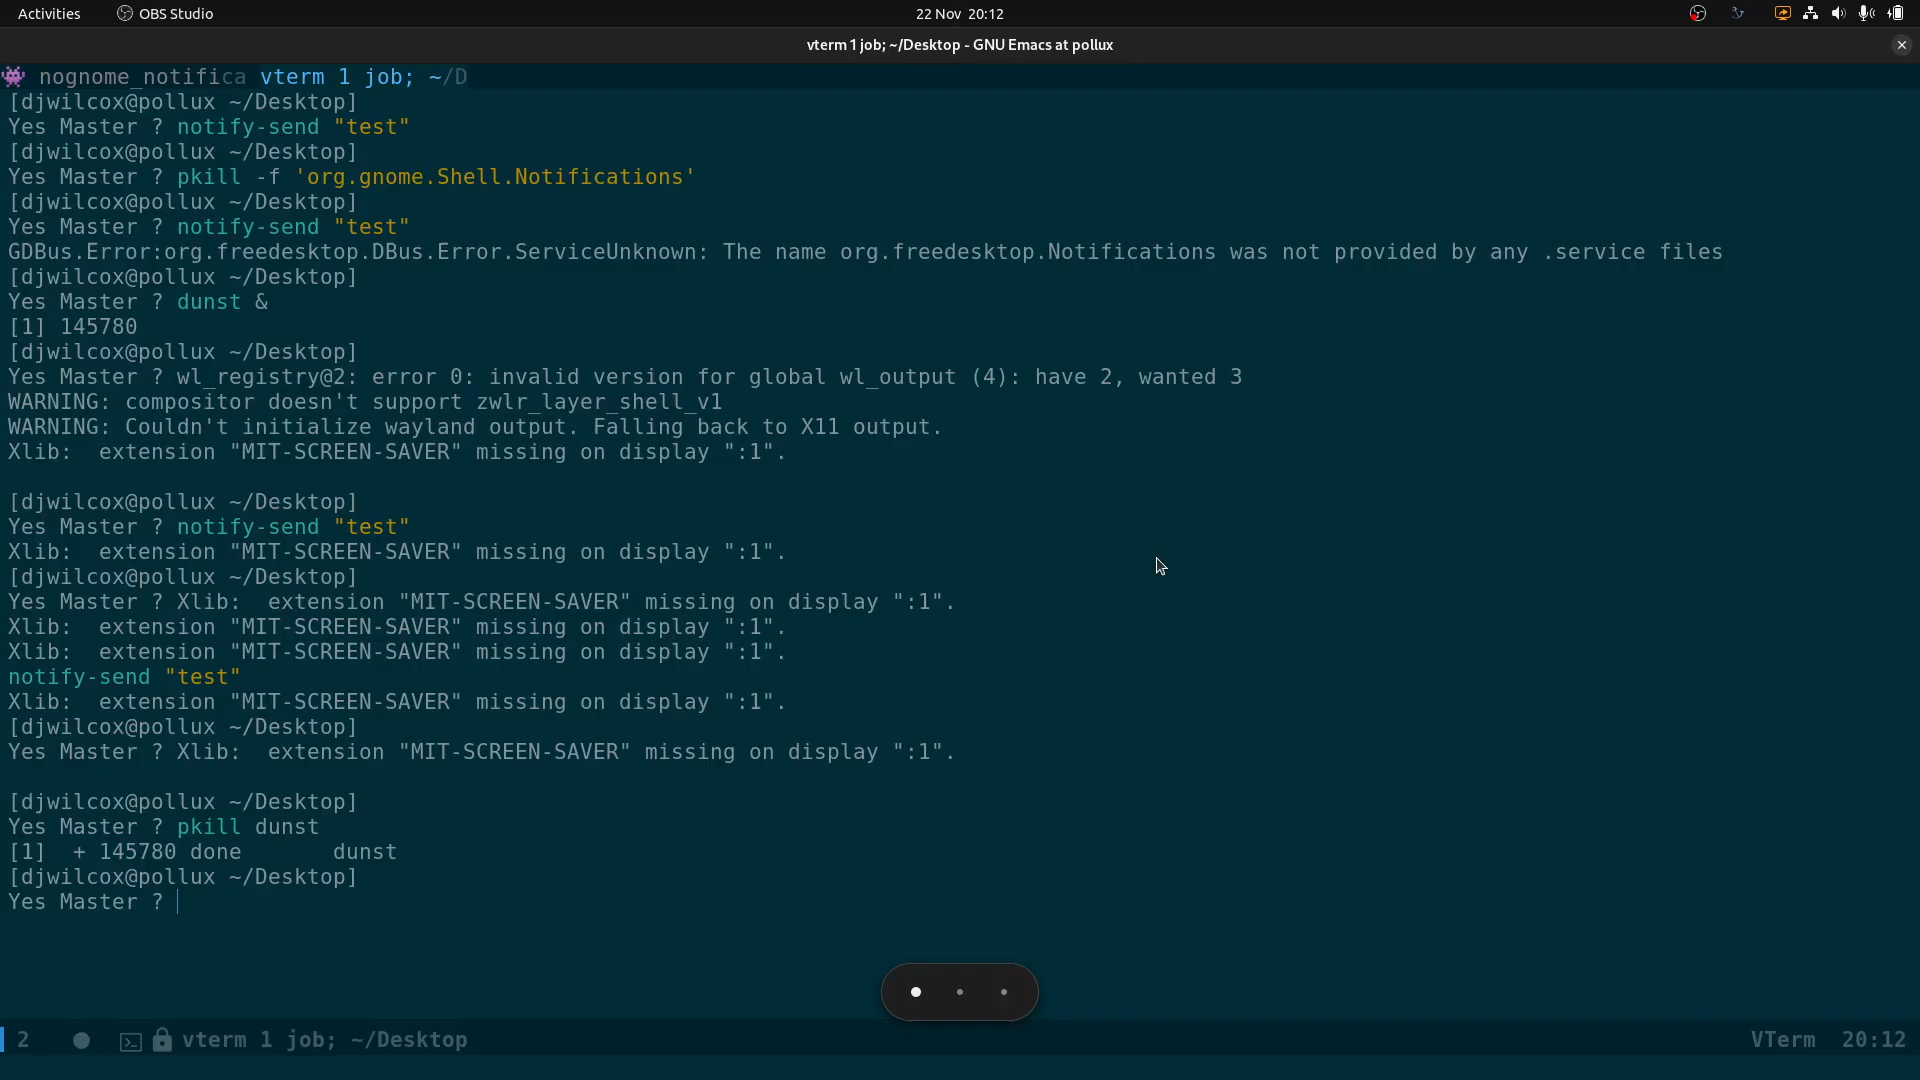 Activities OBS Studio 22 Nov 20:12
vterm 1 job; ~/Desktop - GNU Emacs at pollux
nognome_notifica vterm 1 job; ~/D
[djwilcox@pollux ~/Desktop]
Yes Master ? notify-send "test"
[djwilcox@pollux ~/Desktop]
Yes Master ? pkill -f 'org.gnome.Shell.Notifications'
[djwilcox@pollux ~/Desktop]
Yes Master ? notify-send "test"
GDBus.Error:org.freedesktop.DBus.Error.ServiceUnknown: The name org.freedesktop.Notifications was not provided by any .service files
[djwilcox@pollux ~/Desktop]
Yes Master ? dunst &
[1] 145780
[djwilcox@pollux ~/Desktop]
Yes Master ? wl_registry@2: error 0: invalid version for global wl_output (4): have 2, wanted 3
WARNING: compositor doesn't support zwlr_layer_shell_v1
WARNING: Couldn't initialize wayland output. Falling back to X11 output.
Xlib:  extension "MIT-SCREEN-SAVER" missing on display ":1".
[djwilcox@pollux ~/Desktop]
Yes Master ? notify-send "test"
Xlib:  extension "MIT-SCREEN-SAVER" missing on display ":1".
[djwilcox@pollux ~/Desktop]
Yes Master ? Xlib:  extension "MIT-SCREEN-SAVER" missing on display ":1".
Xlib:  extension "MIT-SCREEN-SAVER" missing on display ":1".
Xlib:  extension "MIT-SCREEN-SAVER" missing on display ":1".
notify-send "test"
Xlib:  extension "MIT-SCREEN-SAVER" missing on display ":1".
[djwilcox@pollux ~/Desktop]
Yes Master ? Xlib:  extension "MIT-SCREEN-SAVER" missing on display ":1".
[djwilcox@pollux ~/Desktop]
Yes Master ? pkill dunst
[1]  + 145780 done       dunst
[djwilcox@pollux ~/Desktop]
Yes Master ?
2 vterm 1 job; ~/Desktop VTerm 20:12